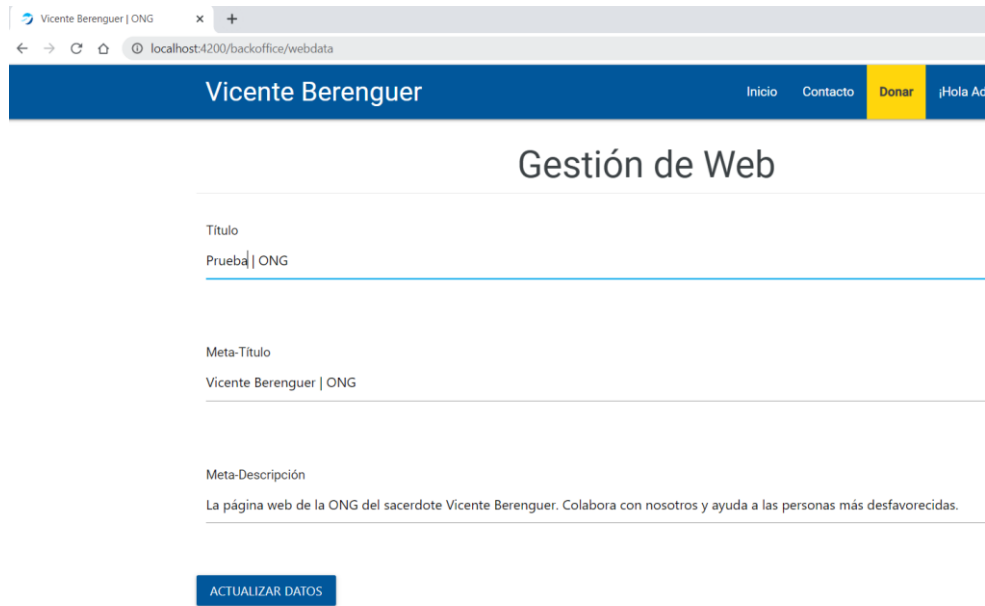 Vicente Berenguer | ONG
localhost:4200/backoffice/webdata
Vicente Berenguer Inicio Contacto Donar ¡Hola Ad
Gestión de Web
Título
Prueba | ONG
Meta-Título
Vicente Berenguer | ONG
Meta-Descripción
La página web de la ONG del sacerdote Vicente Berenguer. Colabora con nosotros y ayuda a las personas más desfavorecidas.
ACTUALIZAR DATOS